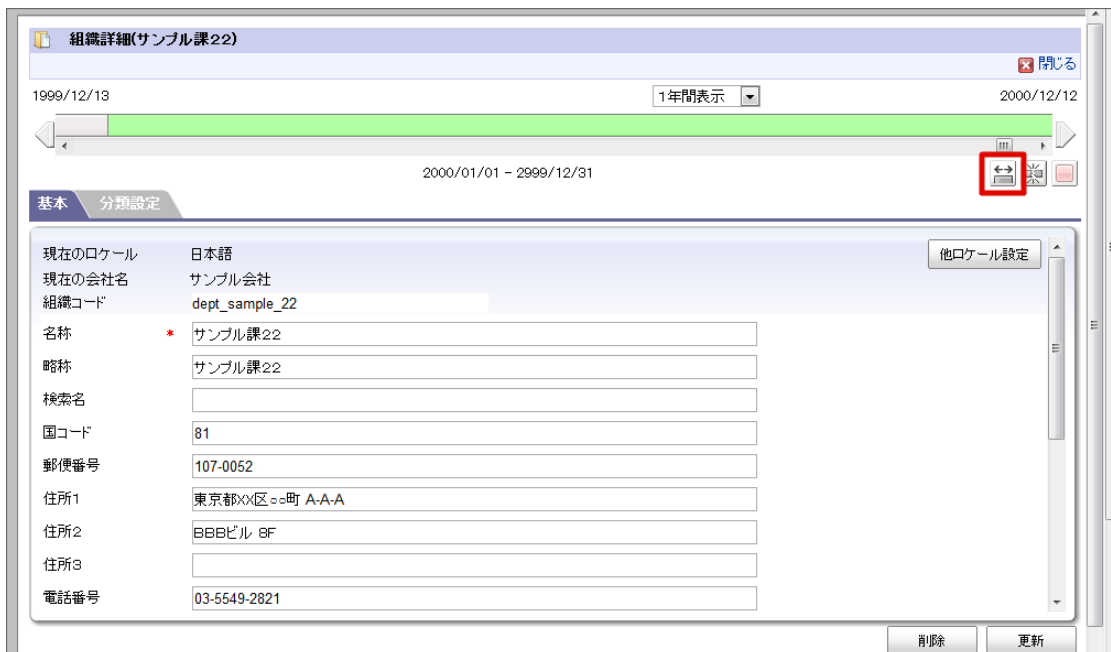 組織詳細(サンプル課22)
閉じる
1999/12/13 1年間表示 2000/12/12
2000/01/01 - 2999/12/31
基本 分類設定
現在のロケール 日本語 他ロケール設定
現在の会社名 サンプル会社
組織コード dept_sample_22
名称 * サンプル課22
略称 サンプル課22
検索名
国コード 81
郵便番号 107-0052
住所1 東京都XX区○○町 A-A-A
住所2 BBBビル 8F
住所3
電話番号 03-5549-2821
削除 更新